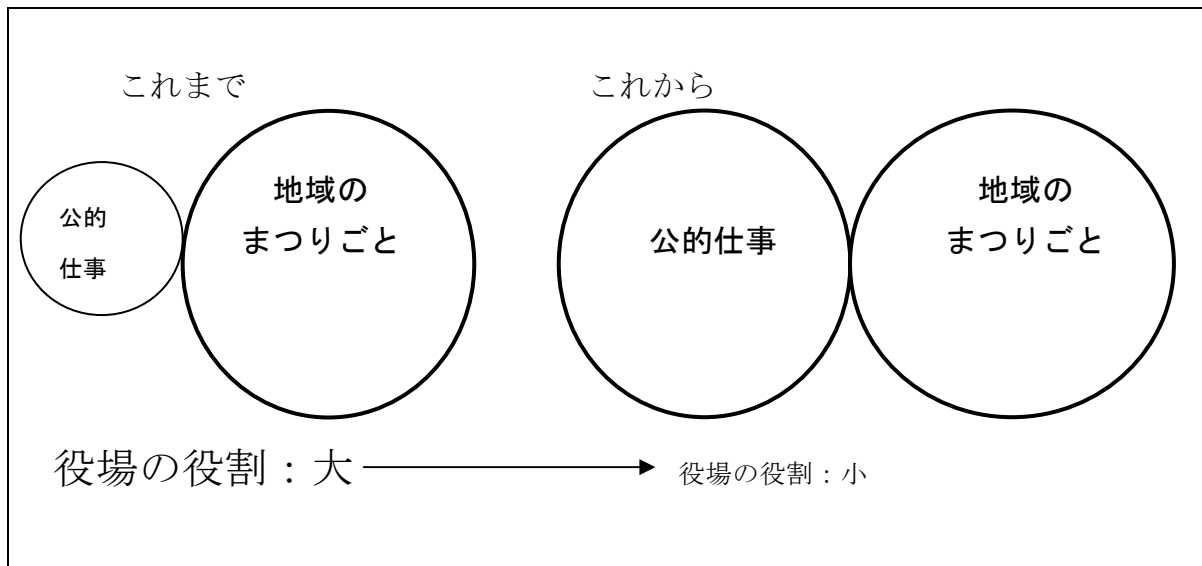 これまで
これから
公的
仕事
地域の
まつりごと
公的仕事
地域の
まつりごと
役場の役割：大
役場の役割：小